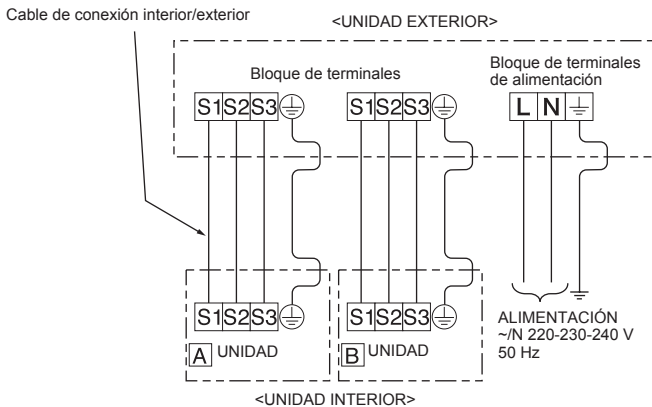 Cable de conexión interior/exterior
<UNIDAD EXTERIOR>
Bloque de terminales
Bloque de terminales
de alimentación
S1 S2 S3
S1 S2 S3
L N
S1 S2 S3
S1 S2 S3
A UNIDAD
B UNIDAD
ALIMENTACIÓN
~/N 220-230-240 V
50 Hz
<UNIDAD INTERIOR>